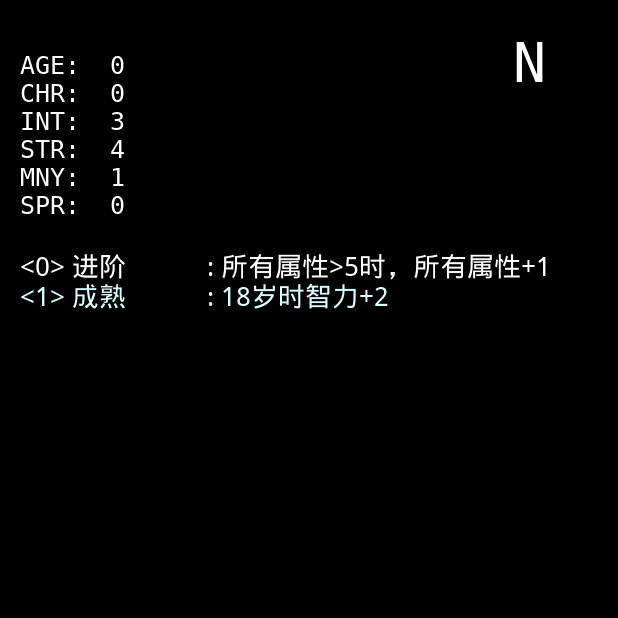 N
AGE: 0
CHR: 0
INT: 3
STR: 4
MNY: 1
SPR: 0
<0> 进阶 : 所有属性>5时，所有属性+1
<1> 成熟 : 18岁时智力+2